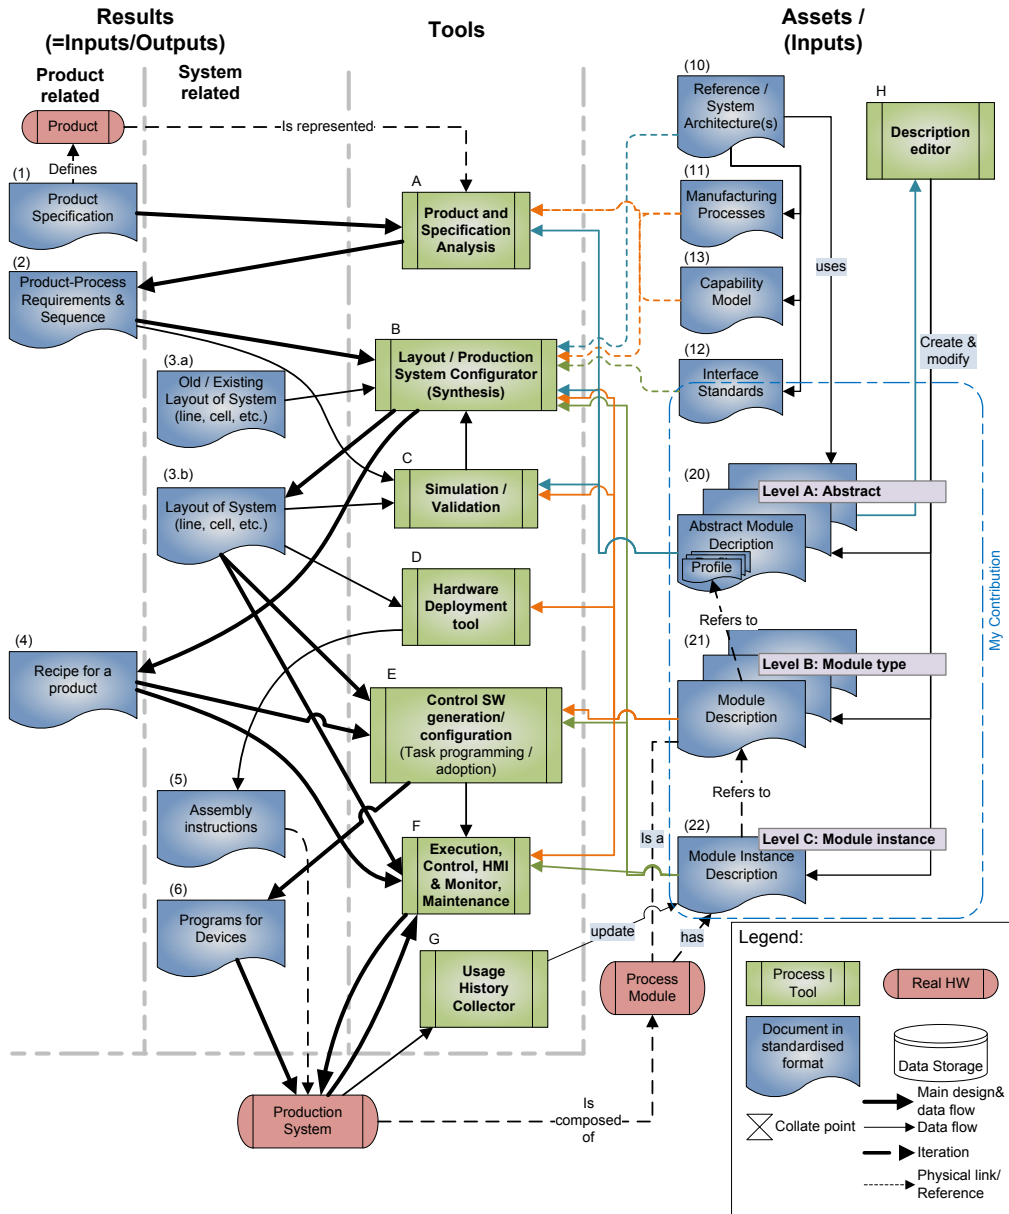 Results
(=Inputs/Outputs)
Tools
Assets /
(Inputs)
Product
related
System
related
Product
Is represented
Defines
(1)
Product
Specification
A
Product and
Specification
Analysis
(2)
Product-Process
Requirements &
Sequence
B
Layout / Production
System Configurator
(Synthesis)
(3.a)
Old / Existing
Layout of System
(line, cell, etc.)
C
Simulation /
Validation
(3.b)
Layout of System
(line, cell, etc.)
D
Hardware
Deployment
tool
(4)
Recipe for a
product
E
Control SW
generation/
configuration
(Task programming /
adoption)
(5)
Assembly
instructions
F
Execution,
Control, HMI
& Monitor,
Maintenance
(6)
Programs for
Devices
G
Usage
History
Collector
Production
System
(10)
Reference /
System
Architecture(s)
H
Description
editor
(11)
Manufacturing
Processes
uses
(13)
Capability
Model
(12)
Interface
Standards
Create &
modify
(20)
Level A: Abstract
Abstract Module
Decription
Profile
Refers to
(21)
Level B: Module type
Module
Description
Refers to
Is a
(22)
Level C: Module instance
Module Instance
Description
My Contribution
update
has
Process
Module
Is
composed
of
Legend:
Process |
Tool
Real HW
Document in
standardised
format
Data Storage
Collate point
Main design&
data flow
Data flow
Iteration
Physical link/
Reference